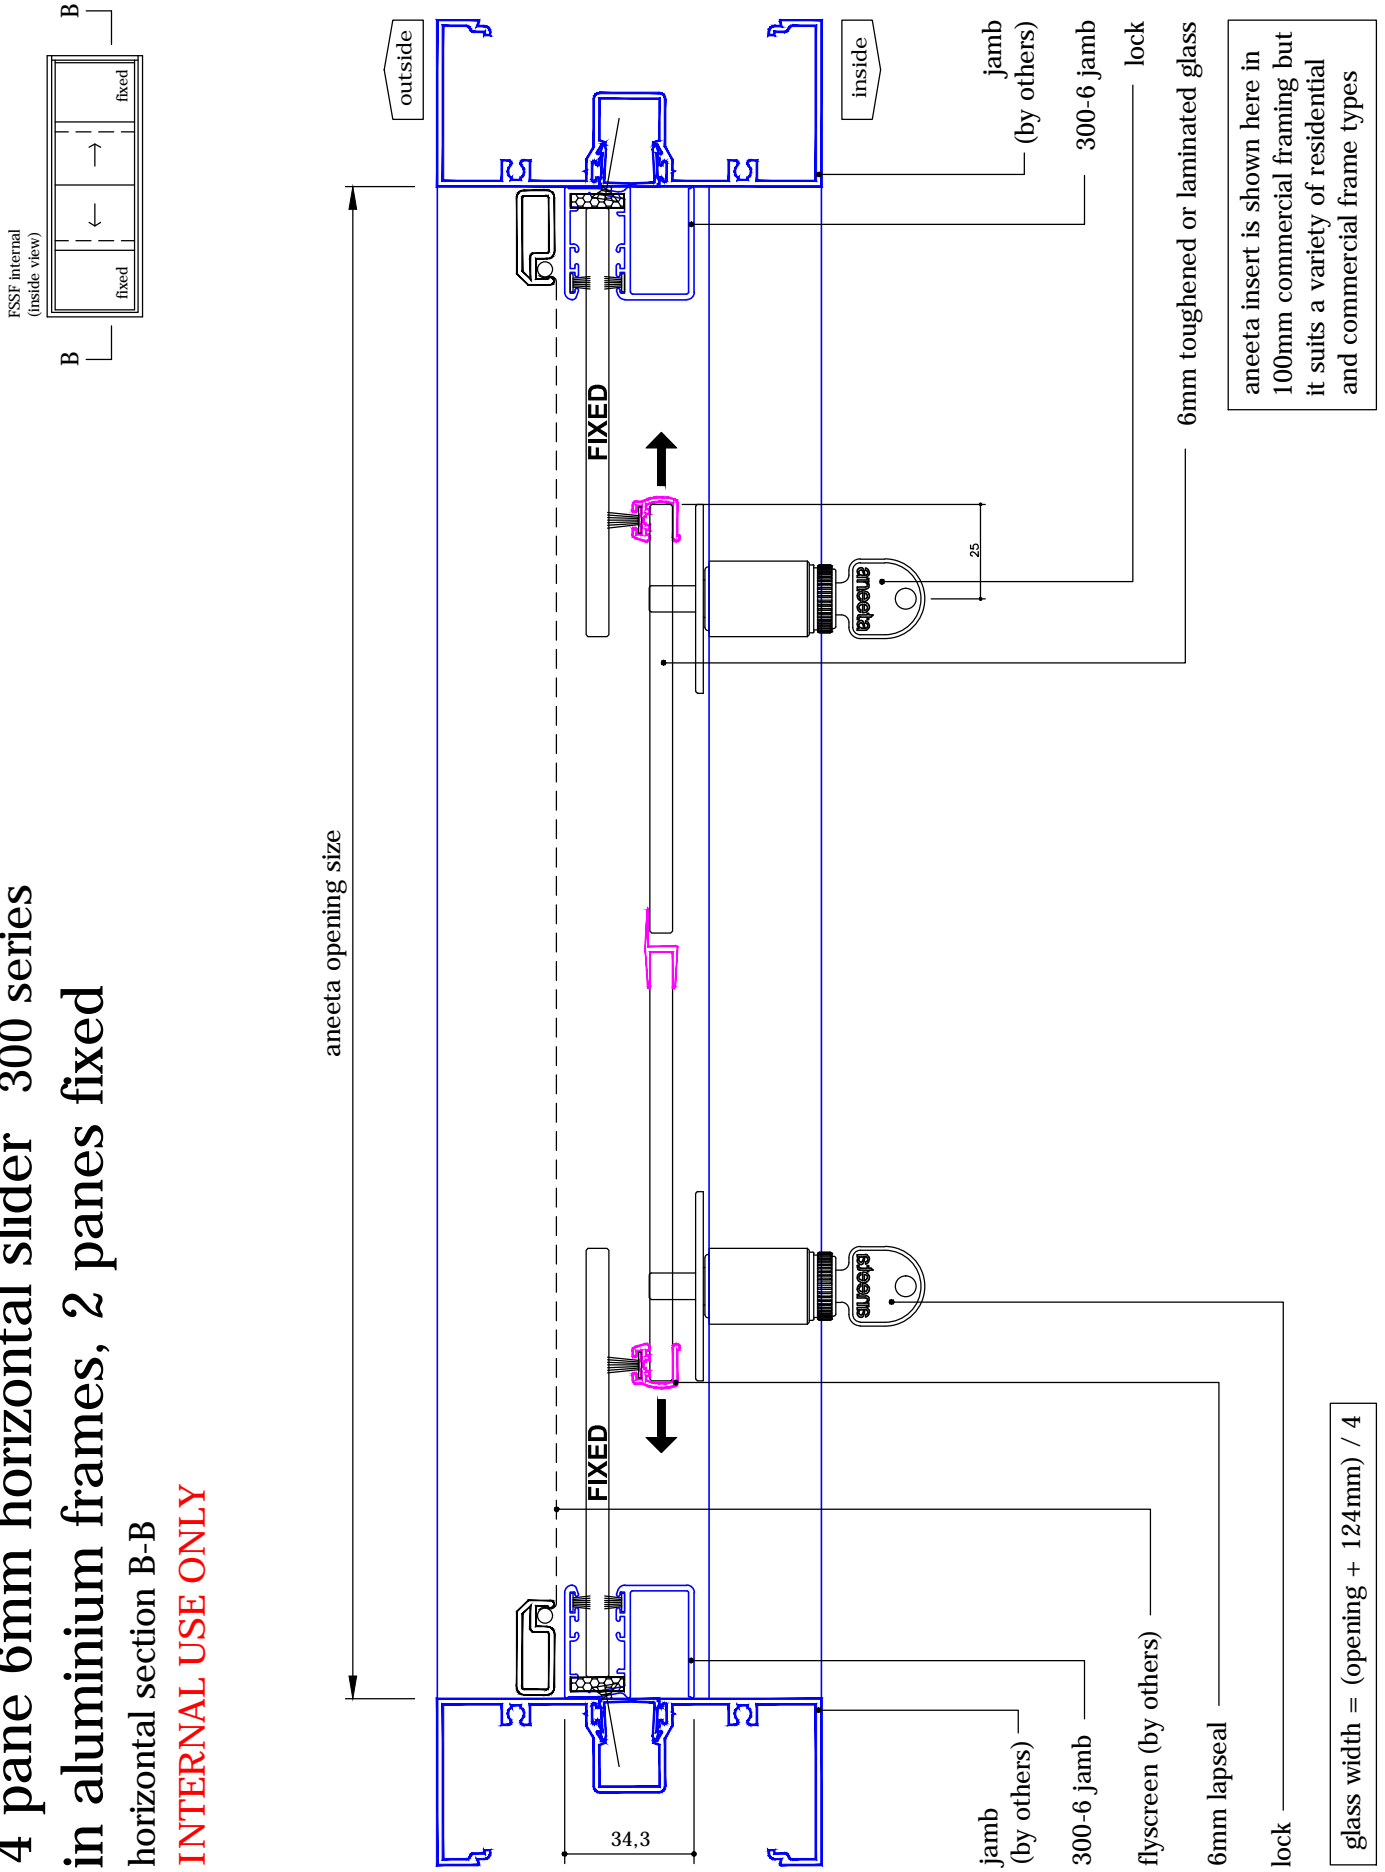 4 pane 6mm horizontal slider 300 series
in aluminium frames, 2 panes fixed
horizontal section B-B
INTERNAL USE ONLY
FSSF internal
(inside view)
B
B
fixed
fixed
aneeta opening size
outside
inside
FIXED
FIXED
aneeta
aneeta
25
34,3
jamb
(by others)
300-6 jamb
flyscreen (by others)
6mm lapseal
lock
jamb
(by others)
300-6 jamb
lock
6mm toughened or laminated glass
aneeta insert is shown here in
100mm commercial framing but
it suits a variety of residential
and commercial frame types
glass width = (opening + 124mm) / 4